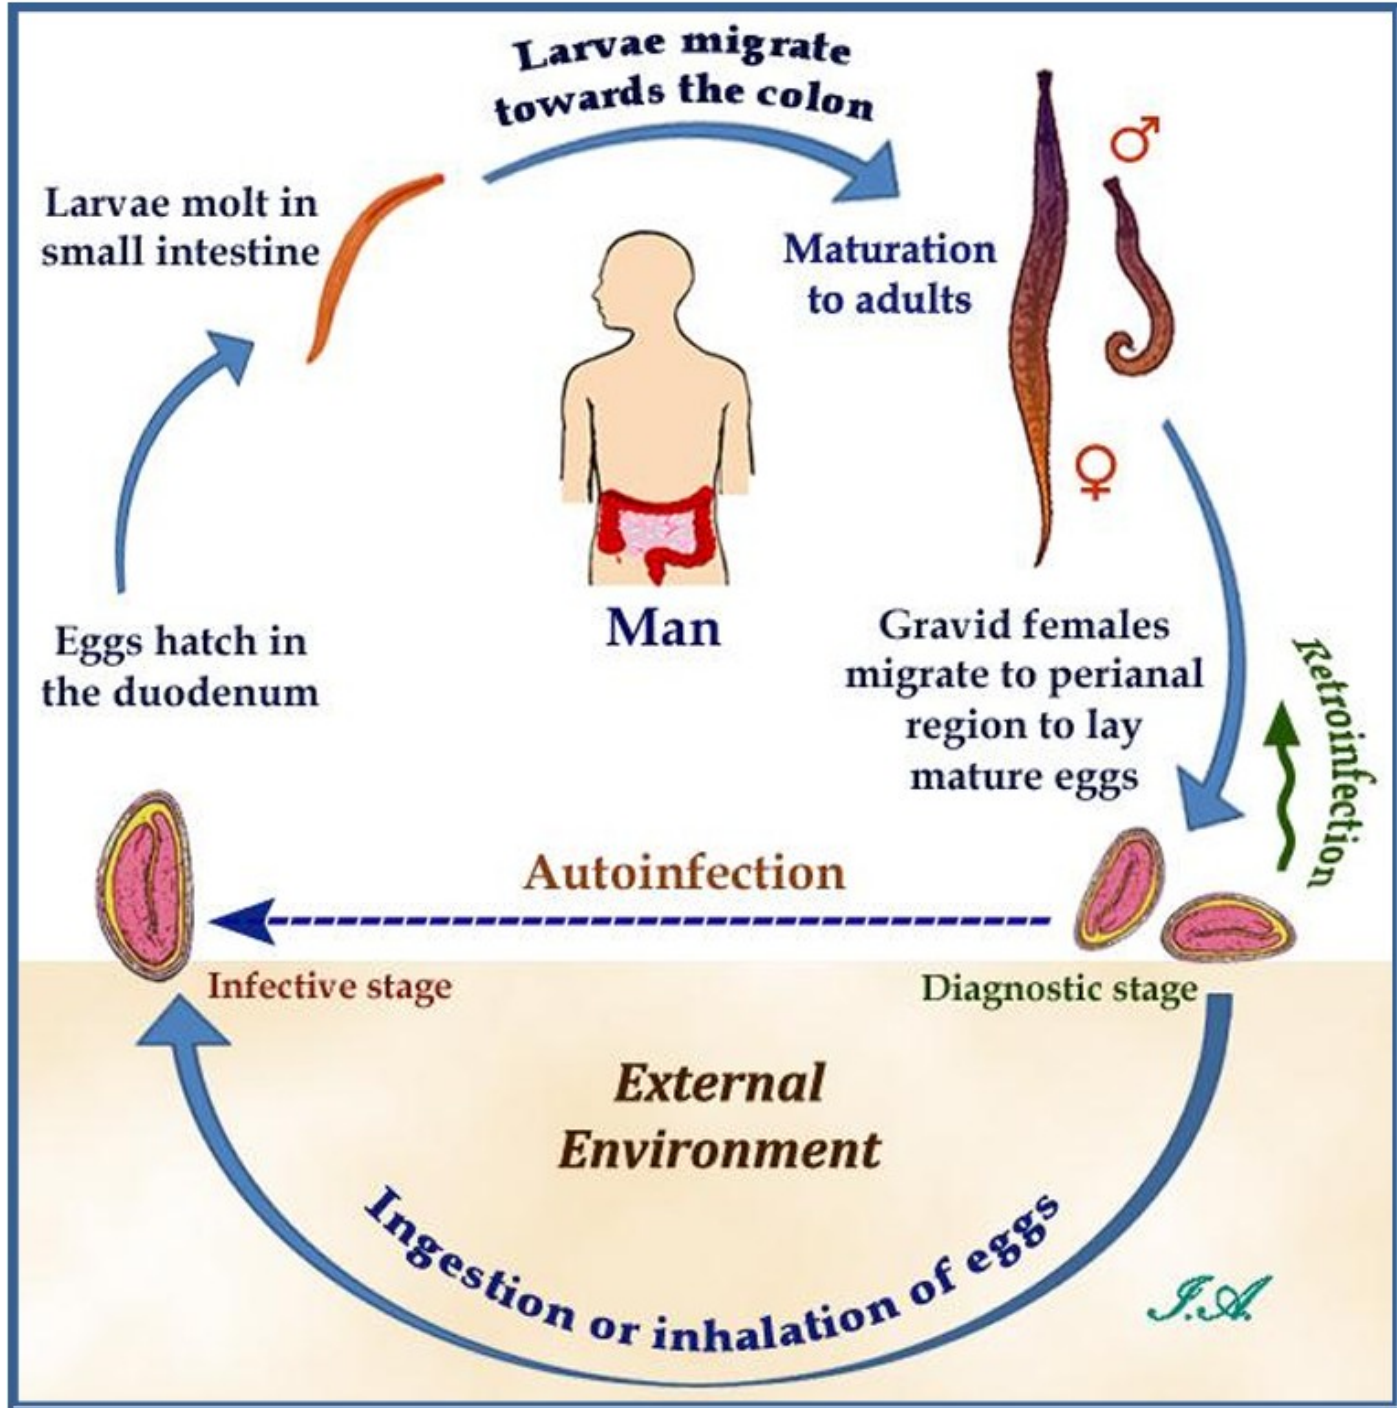 Larvae migrate
towards the colon
Larvae molt in
small intestine
Maturation
to adults
♂
♀
Eggs hatch in
the duodenum
Man
Gravid females
migrate to perianal
region to lay
mature eggs
Retroinfection
Autoinfection
Infective stage
Diagnostic stage
External
Environment
Ingestion or inhalation of eggs
J.A.